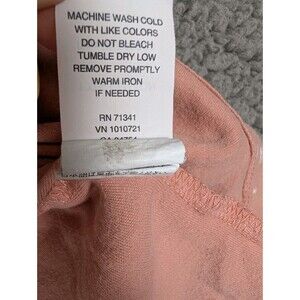 MACHINE WASH COLD
WITH LIKE COLORS
DO NOT BLEACH
TUMBLE DRY LOW
REMOVE PROMPTLY
WARM IRON
IF NEEDED
RN 71341
VN 1010721